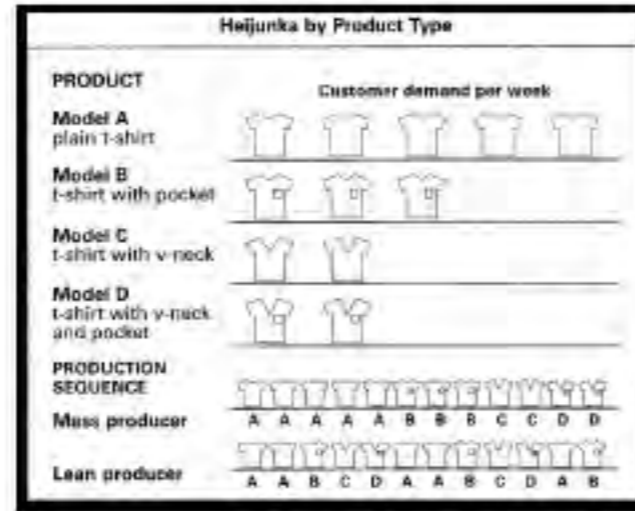 Heijunka by Product Type
PRODUCT
Customer demand per week
Model A
plain t-shirt
Model B
t-shirt with pocket
Model C
t-shirt with v-neck
Model D
t-shirt with v-neck
and pocket
PRODUCTION
SEQUENCE
Mass producer A A A A A B B B C C D D
Lean producer A A B C D A A B C D A B